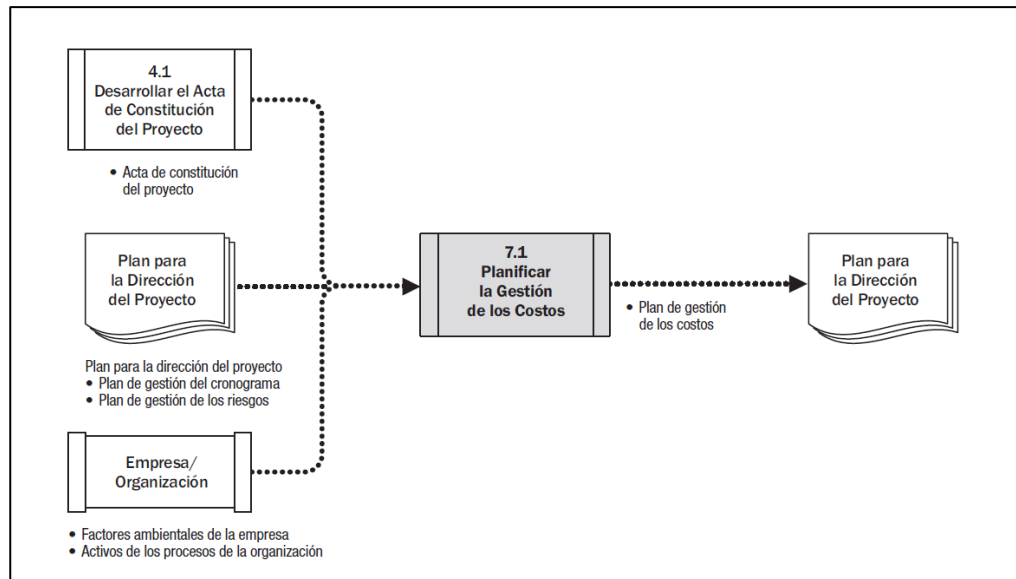 4.1
Desarrollar el Acta
de Constitución
del Proyecto
• Acta de constitución
del proyecto
Plan para
la Dirección
del Proyecto
Plan para la dirección del proyecto
• Plan de gestión del cronograma
• Plan de gestión de los riesgos
Empresa/
Organización
• Factores ambientales de la empresa
• Activos de los procesos de la organización
7.1
Planificar
la Gestión
de los Costos
• Plan de gestión
de los costos
Plan para
la Dirección
del Proyecto